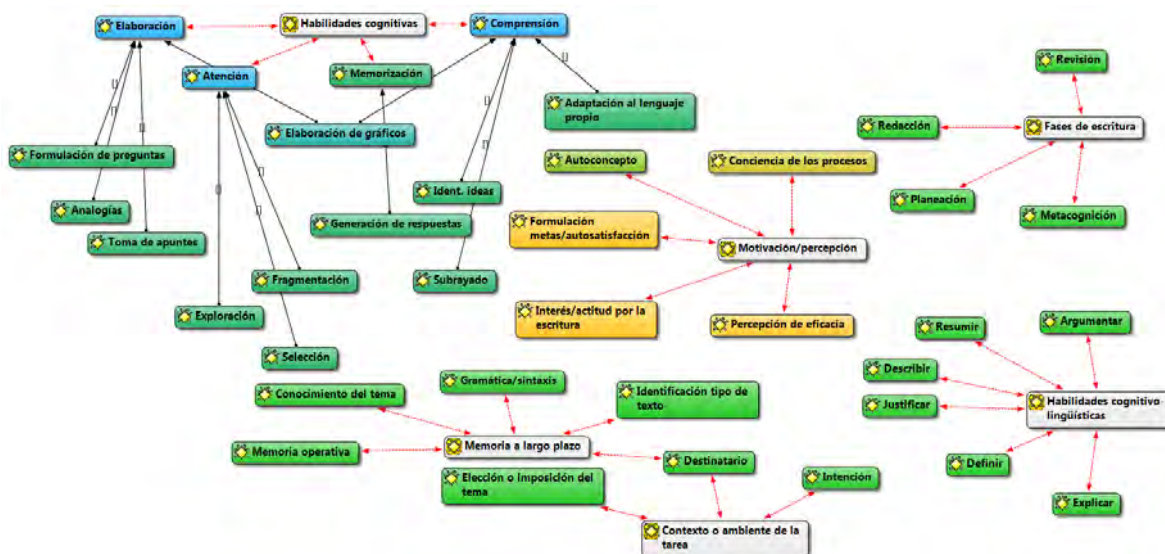 Elaboración
Habilidades cognitivas
Comprensión
Atención
Memorización
Adaptación al lenguaje
propio
Elaboración de gráficos
Formulación de preguntas
Analogías
Toma de apuntes
Ident. ideas
Generación de respuestas
Fragmentación
Subrayado
Exploración
Selección
Revisión
Redacción
Fases de escritura
Planeación
Metacognición
Autoconcepto
Conciencia de los procesos
Formulación
metas/autosatisfacción
Motivación/percepción
Interés/actitud por la
escritura
Percepción de eficacia
Conocimiento del tema
Gramática/sintaxis
Identificación tipo de
texto
Memoria operativa
Memoria a largo plazo
Destinatario
Elección o imposición del
tema
Intención
Contexto o ambiente de la
tarea
Resumir
Argumentar
Describir
Justificar
Habilidades cognitivo
lingüísticas
Definir
Explicar